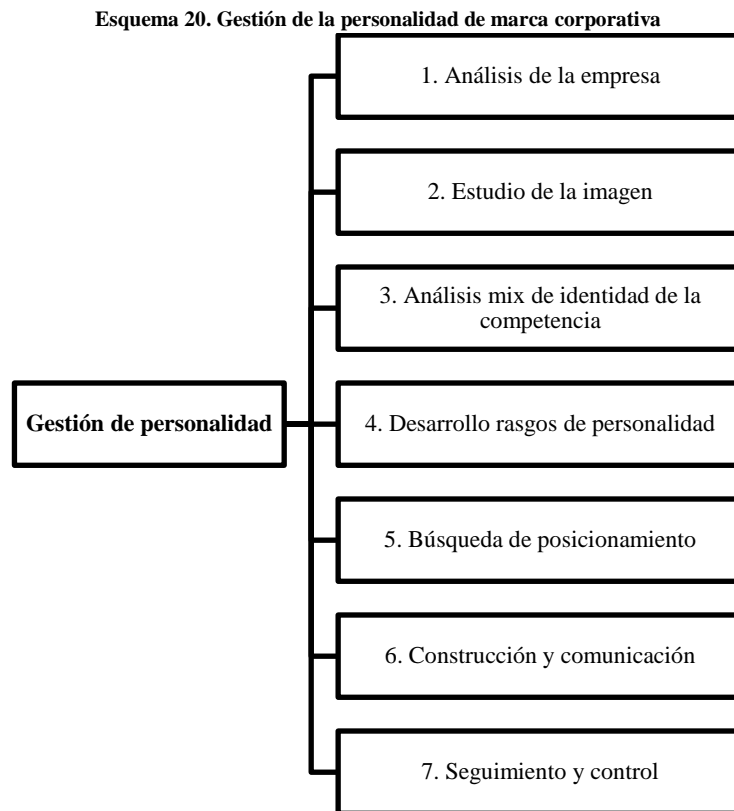 Esquema 20. Gestión de la personalidad de marca corporativa
1. Análisis de la empresa
2. Estudio de la imagen
3. Análisis mix de identidad de la
competencia
Gestión de personalidad
4. Desarrollo rasgos de personalidad
5. Búsqueda de posicionamiento
6. Construcción y comunicación
7. Seguimiento y control